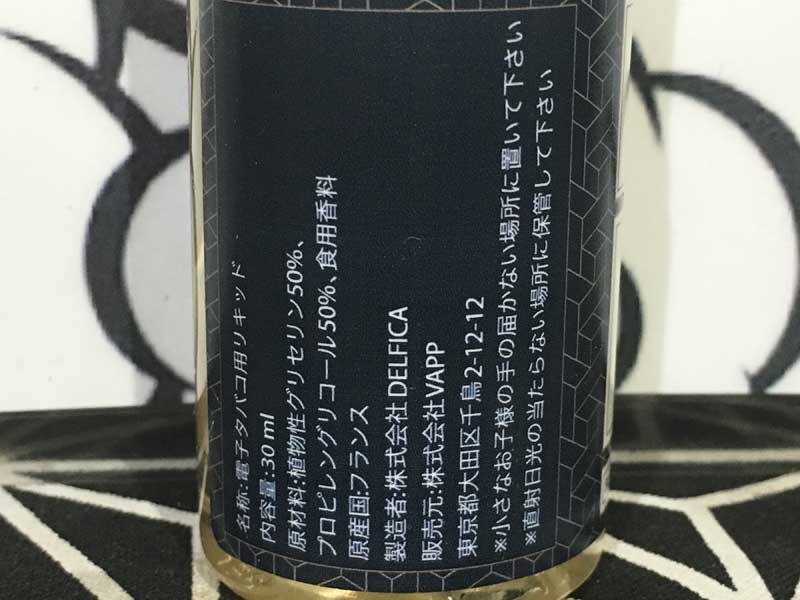 名称:電子タバコ用リキッド
内容量:30ml
原材料:植物性グリセリン50%、
プロピレングリコール50%、食用香料
原産国:フランス
製造者:株式会社DELFICA
販売元:株式会社VAPP
東京都大田区千鳥2-12-12
※小さなお子様の手の届かない場所に置いて下さい
※直射日光の当たらない場所に保管して下さい